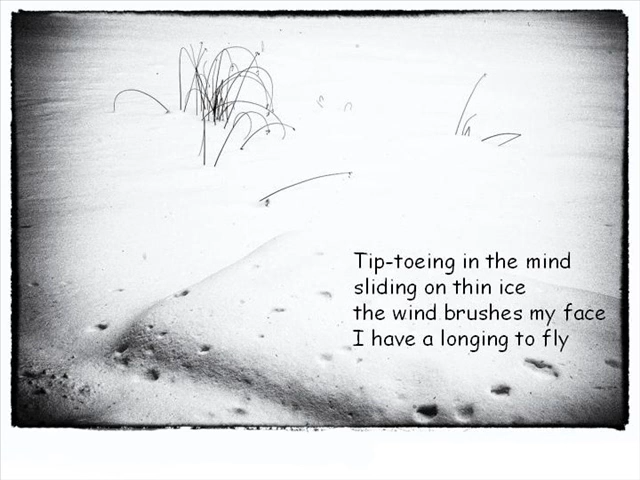 Tip-toeing in the mind
sliding on thin ice
the wind brushes my face
I have a longing to fly